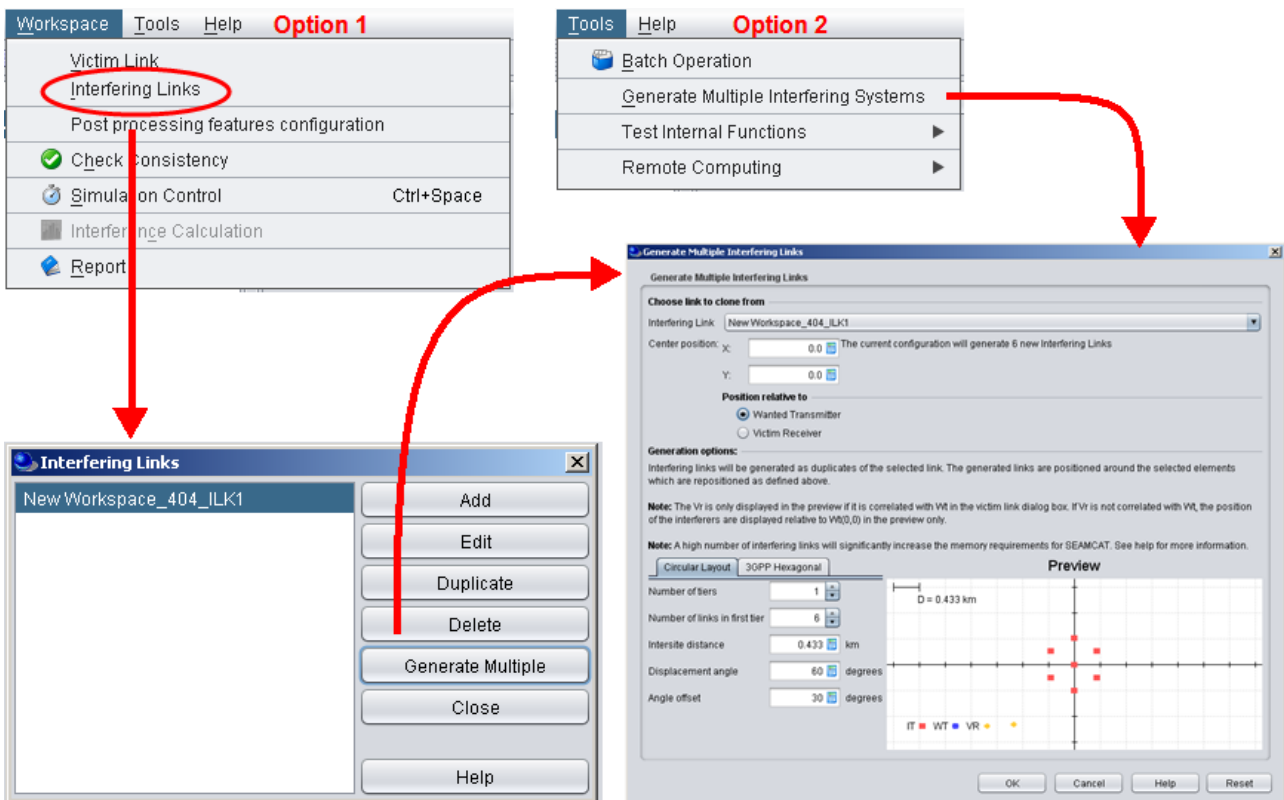 Workspace Tools Help Option 1
Victim Link
Interfering Links
Post processing features configuration
Check Consistency
Simulation Control Ctrl+Space
Interference Calculation
Report
Tools Help Option 2
Batch Operation
Generate Multiple Interfering Systems
Test Internal Functions
Remote Computing
Interfering Links
New Workspace_404_ILK1
Add
Edit
Duplicate
Delete
Generate Multiple
Close
Help
Generate Multiple Interfering Links
Generate Multiple Interfering Links
Choose link to clone from
Interfering Link New Workspace_404_ILK1
Center position: X: 0.0 The current configuration will generate 6 new Interfering Links
Y: 0.0
Position relative to
Wanted Transmitter
Victim Receiver
Generation options:
Interfering links will be generated as duplicates of the selected link. The generated links are positioned around the selected elements
which are repositioned as defined above.
Note: The Vr is only displayed in the preview if it is correlated with Wt in the victim link dialog box. If Vr is not correlated with Wt, the position
of the interferers are displayed relative to Wt(0,0) in the preview only.
Note: A high number of interfering links will significantly increase the memory requirements for SEAMCAT. See help for more information.
Circular Layout 3GPP Hexagonal
Number of tiers 1
Number of links in first tier 6
Intersite distance 0.433 km
Displacement angle 60 degrees
Angle offset 30 degrees
Preview
D = 0.433 km
IT WT VR
OK Cancel Help Reset